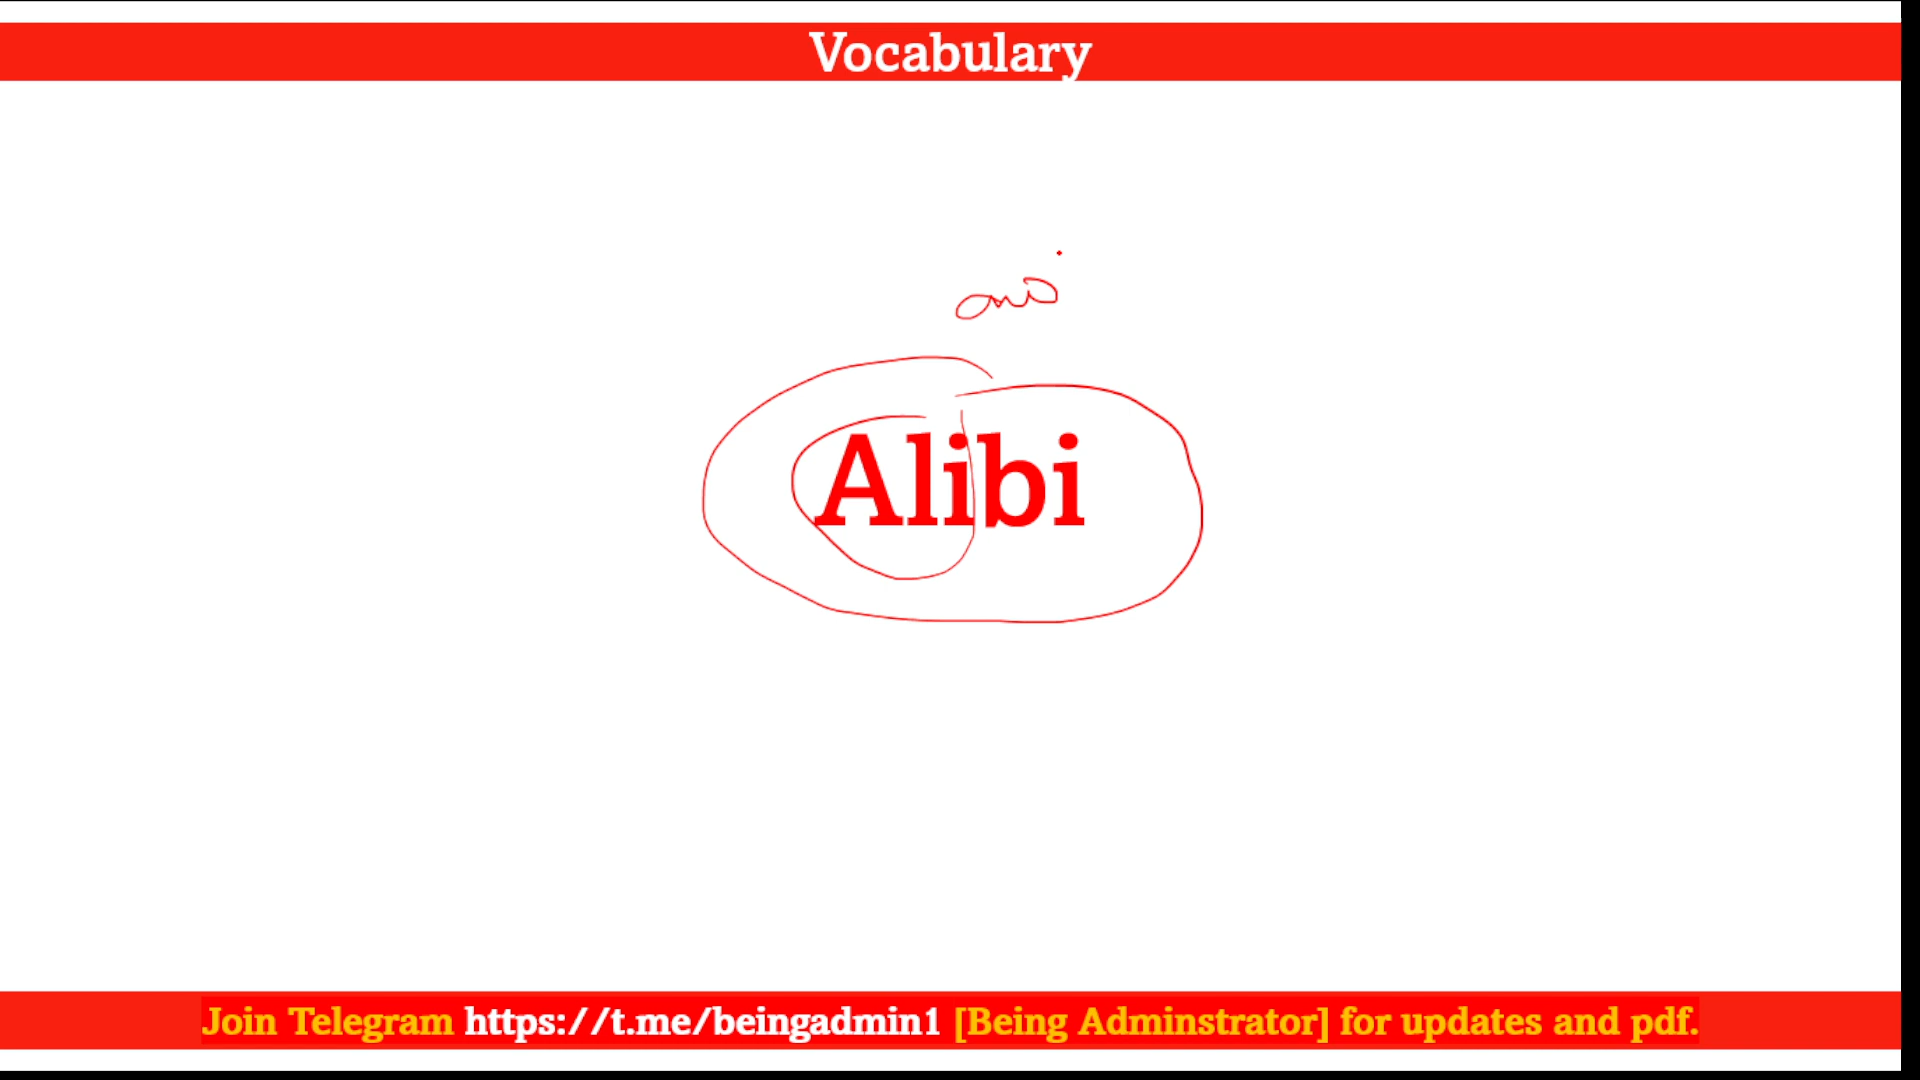 Vocabulary
Alibi
Join Telegram https://t.me/beingadmin1 [Being Adminstrator] for updates and pdf.